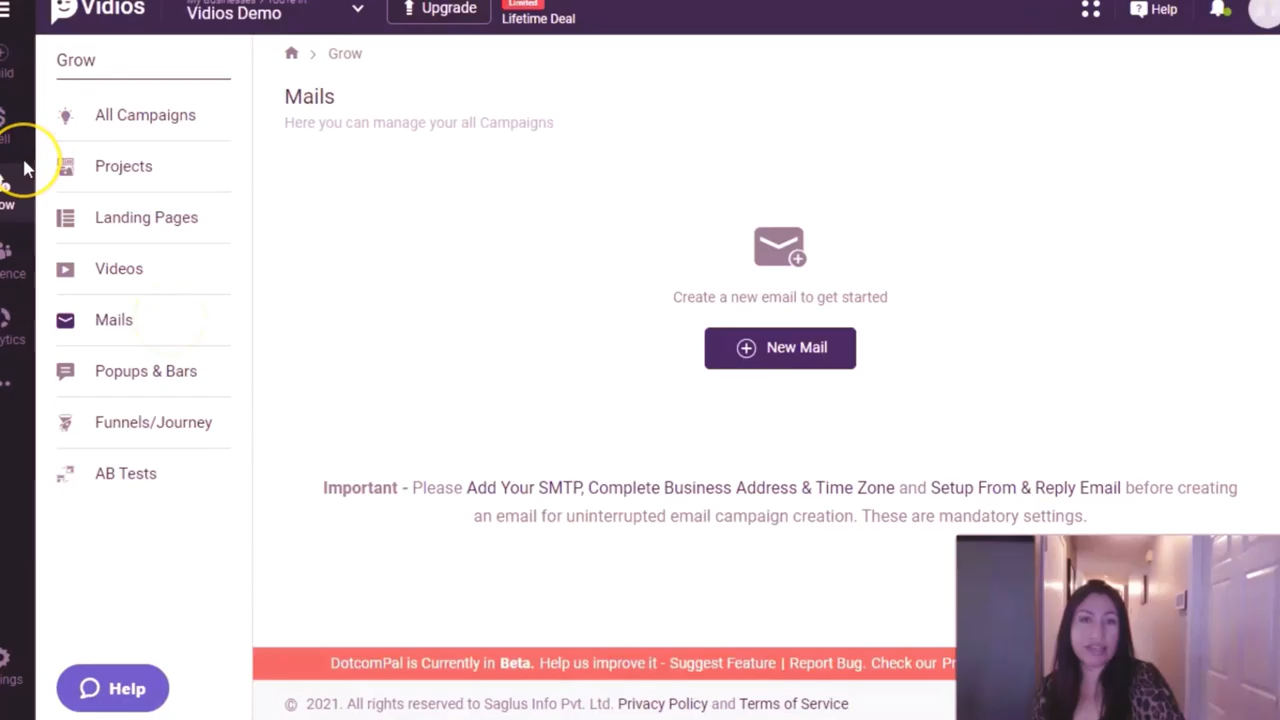 Vidios
Vidios Demo
Upgrade
Limited
Lifetime Deal
Help
Grow
All Campaigns
Projects
Landing Pages
Videos
Mails
Popups & Bars
Funnels/Journey
AB Tests
Help
Grow
Mails
Here you can manage your all Campaigns
Create a new email to get started
New Mail
Important - Please Add Your SMTP, Complete Business Address & Time Zone and Setup From & Reply Email before creating
an email for uninterrupted email campaign creation. These are mandatory settings.
DotcomPal is Currently in Beta. Help us improve it - Suggest Feature | Report Bug. Check our
© 2021. All rights reserved to Saglus Info Pvt. Ltd. Privacy Policy and Terms of Service